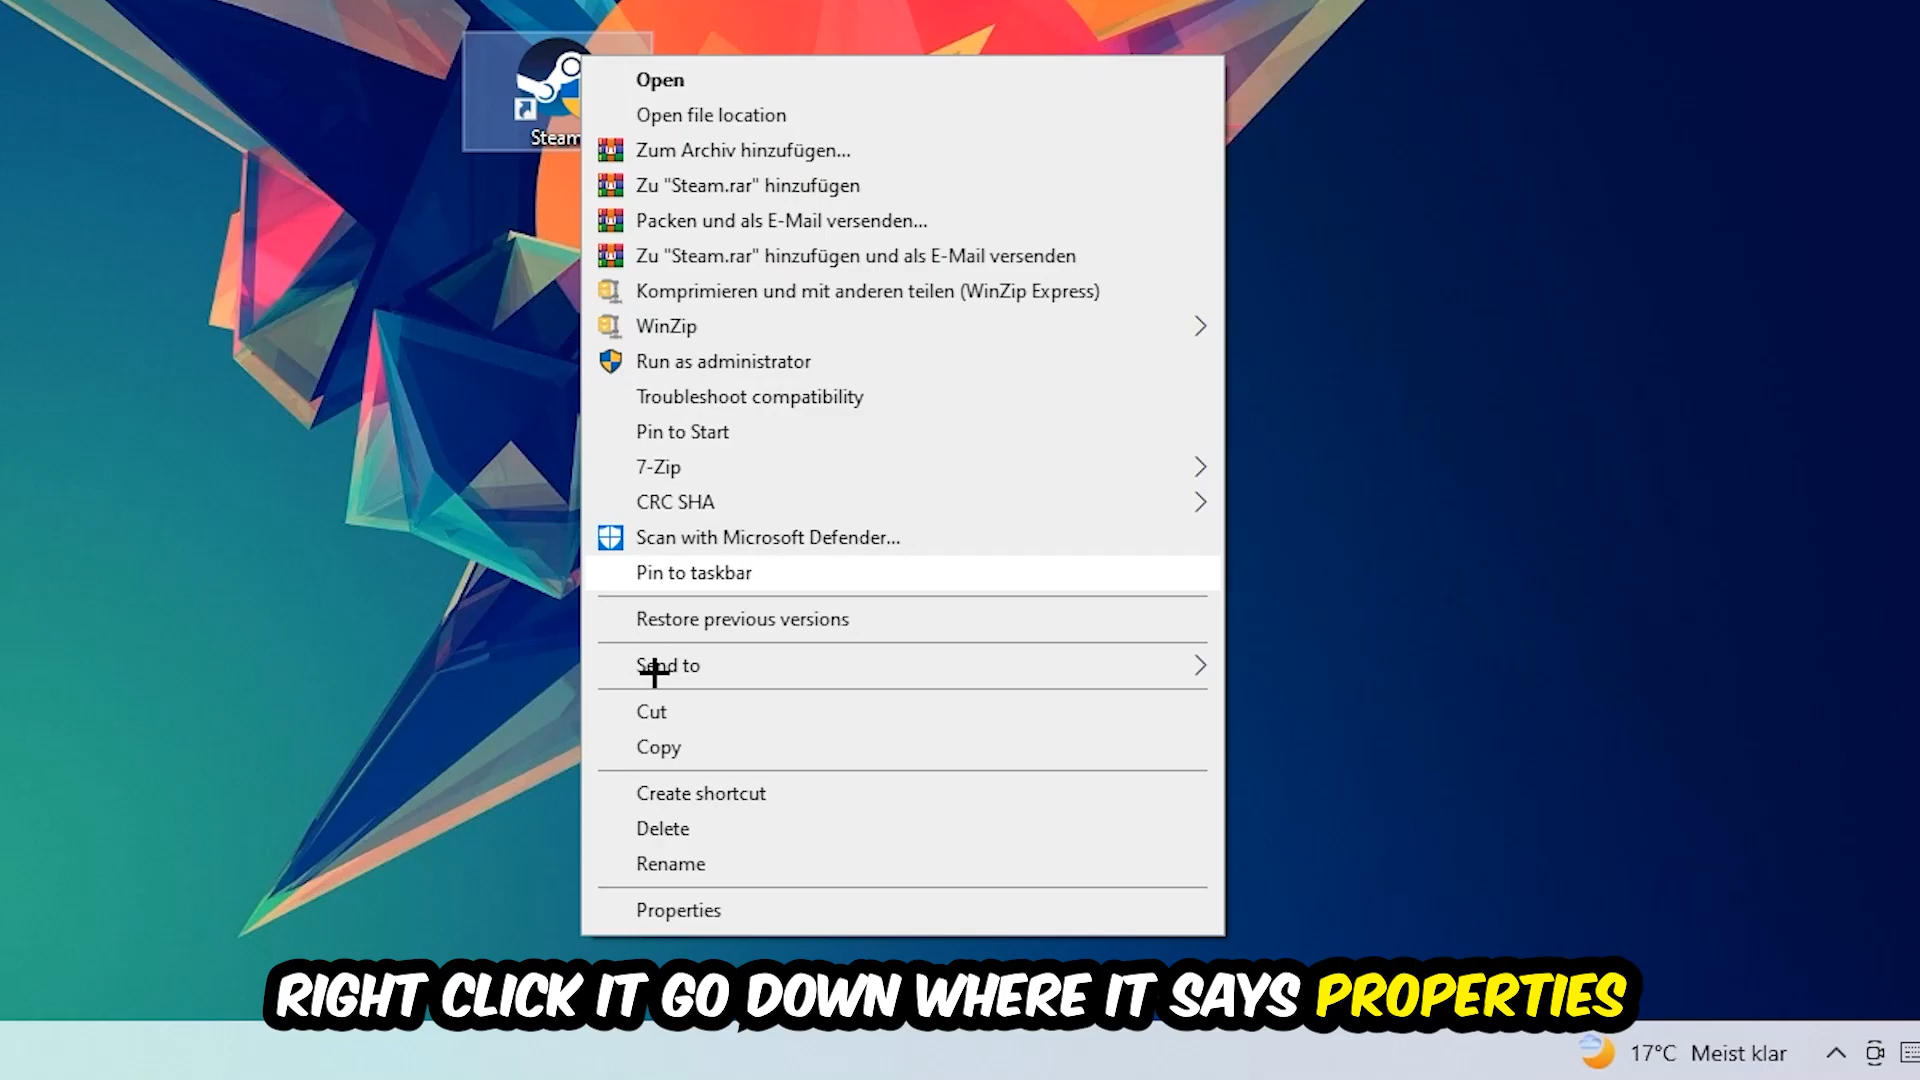 Steam
Open
Open file location
Zum Archiv hinzufügen...
Zu "Steam.rar" hinzufügen
Packen und als E-Mail versenden...
Zu "Steam.rar" hinzufügen und als E-Mail versenden
Komprimieren und mit anderen teilen (WinZip Express)
WinZip
Run as administrator
Troubleshoot compatibility
Pin to Start
7-Zip
CRC SHA
Scan with Microsoft Defender...
Pin to taskbar
Restore previous versions
Send to
Cut
Copy
Create shortcut
Delete
Rename
Properties
RIGHT CLICK IT GO DOWN WHERE IT SAYS PROPERTIES
17°C Meist klar